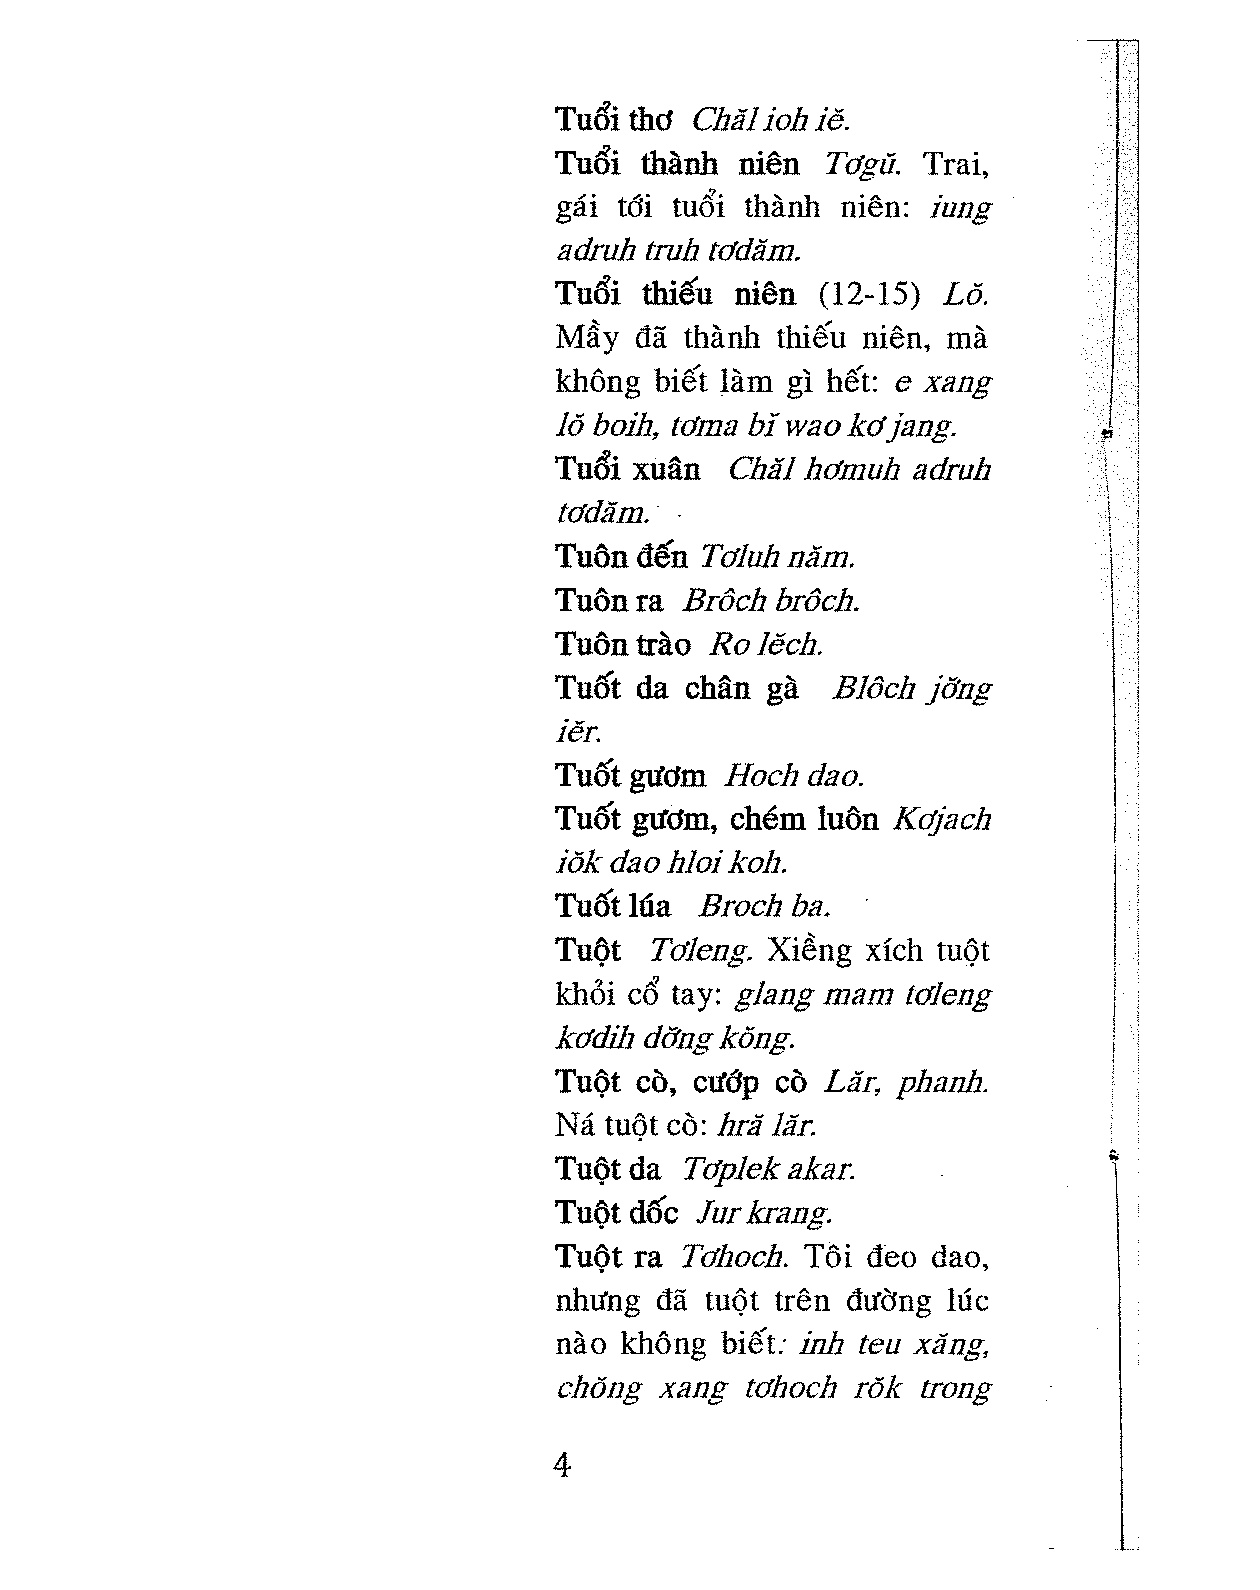 Tuổi thơ Chăl ioh iĕ.
Tuổi thành niên Tơgŭ. Trai,
gái tới tuổi thành niên: iung
adruh truh tơdăm.
Tuổi thiếu niên (12-15) Lŏ.
Mầy đã thành thiếu niên, mà
không biết làm gì hết: e xang
lŏ boih, tơma bĭ wao kơ jang.
Tuổi xuân Chăl hơmuh adruh
tơdăm.
Tuôn đến Tơluh năm.
Tuôn ra Brôch brôch.
Tuôn trào Ro lĕch.
Tuốt da chân gà Blôch jơ̆ng
iĕr.
Tuốt gươm Hoch dao.
Tuốt gươm, chém luôn Kơjach
iŏk dao hloi koh.
Tuốt lúa Broch ba.
Tuột Tơleng. Xiềng xích tuột
khỏi cổ tay: glang mam tơleng
kơdih dơ̆ng kŏng.
Tuột cò, cướp cò Lăr, phanh.
Ná tuột cò: hră lăr.
Tuột da Tơplek akar.
Tuột dốc Jur krang.
Tuột ra Tơhoch. Tôi đeo dao,
nhưng đã tuột trên đường lúc
nào không biết: inh teu xăng,
chŏng xang tơhoch rŏk trong
4